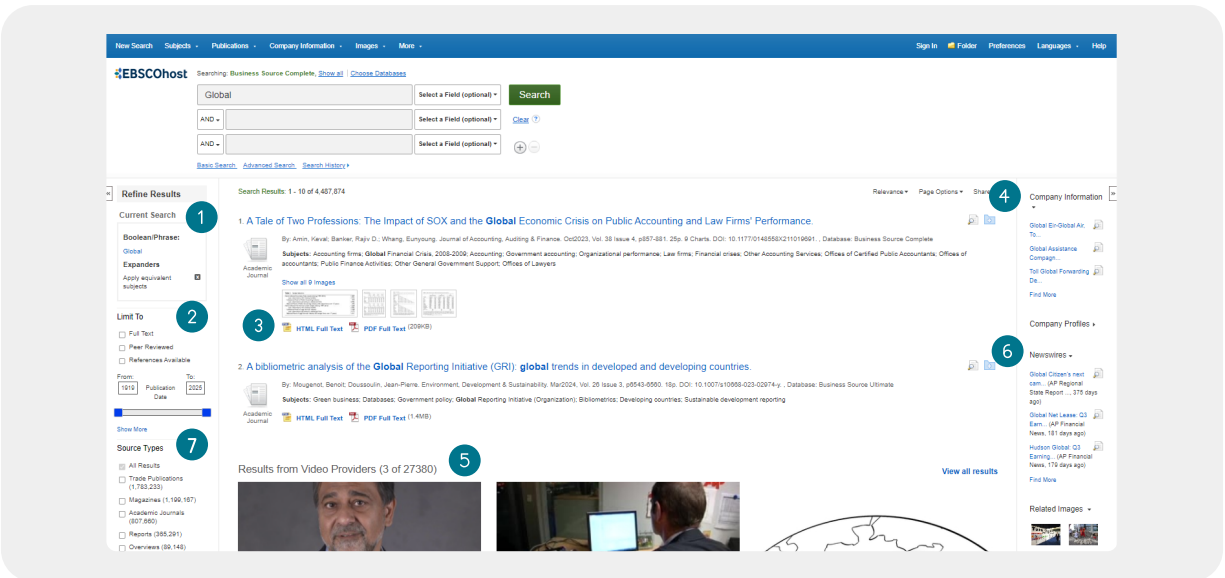 New Search Subjects Publications Company Information Images More Sign In Folder Preferences Languages Help
EBSCOhost
Searching: Business Source Complete, Show all | Choose Databases
Global Select a Field (optional) Search
AND Select a Field (optional) Clear ?
AND Select a Field (optional)
Basic Search Advanced Search Search History
Refine Results
Current Search
1
Boolean/Phrase:
Global
Expanders
Apply equivalent
subjects
Limit To
2
Full Text
Peer Reviewed
References Available
From: To:
1919 Publication 2025
Date
Show More
Source Types
7
All Results
Trade Publications
(1,783,233)
Magazines (1,199,167)
Academic Journals
(807,660)
Reports (365,291)
Overviews (89,148)
Search Results: 1 - 10 of 4,487,874 Relevance Page Options Share
1. A Tale of Two Professions: The Impact of SOX and the Global Economic Crisis on Public Accounting and Law Firms' Performance.
By: Amin, Keval; Banker, Rajiv D.; Whang, Eunyoung. Journal of Accounting, Auditing & Finance. Oct2023, Vol. 38 Issue 4, p857-881. 25p. 9 Charts. DOI: 10.1177/0148558X211019691. , Database: Business Source Complete
Subjects: Accounting firms; Global Financial Crisis, 2008-2009; Accounting; Government accounting; Organizational performance; Law firms; Financial crises; Other Accounting Services; Offices of Certified Public Accountants; Offices of
accountants; Public Finance Activities; Other General Government Support; Offices of Lawyers
Academic
Journal
Show all 9 Images
3
HTML Full Text PDF Full Text (209KB)
2. A bibliometric analysis of the Global Reporting Initiative (GRI): global trends in developed and developing countries.
By: Mougenot, Benoit; Doussoulin, Jean-Pierre. Environment, Development & Sustainability. Mar2024, Vol. 26 Issue 3, p6543-6560. 18p. DOI: 10.1007/s10668-023-02974-y. , Database: Business Source Ultimate
Subjects: Green business; Databases; Government policy; Global Reporting Initiative (Organization); Bibliometrics; Developing countries; Sustainable development reporting
Academic
Journal
HTML Full Text PDF Full Text (1.4MB)
Results from Video Providers (3 of 27380)
5
View all results
4
Company Information
Global Eir-Global Air,
To...
Global Assistance
Compagn...
Toll Global Forwarding
De...
Find More
Company Profiles
6
Newswires
Global Citizen's next
cam... (AP Regional
State Report ..., 375 days
ago)
Global Net Lease: Q3
Earn... (AP Financial
News, 181 days ago)
Hudson Global: Q3
Earning... (AP Financial
News, 179 days ago)
Find More
Related Images